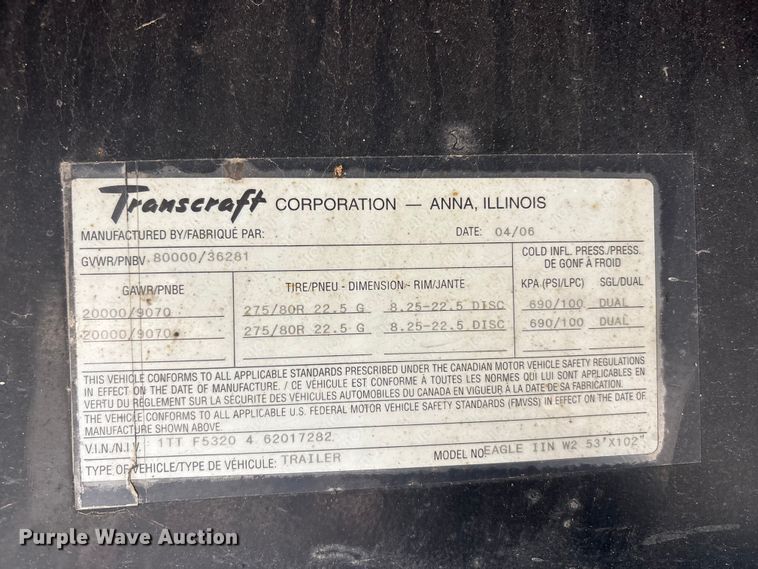 Transcraft CORPORATION — ANNA, ILLINOIS
MANUFACTURED BY/FABRIQUÉ PAR: DATE: 04/06
GVWR/PNBV 80000/36281
COLD INFL. PRESS./PRESS. DE GONF À FROID
GAWR/PNBE TIRE/PNEU - DIMENSION - RIM/JANTE KPA (PSI/LPC) SGL/DUAL
20000/9070 275/80R 22.5 G 8.25-22.5 DISC 690/100 DUAL
20000/9070 275/80R 22.5 G 8.25-22.5 DISC 690/100 DUAL
THIS VEHICLE CONFORMS TO ALL APPLICABLE STANDARDS PRESCRIBED UNDER THE CANADIAN MOTOR VEHICLE SAFETY REGULATIONS
IN EFFECT ON THE DATE OF MANUFACTURE. / CE VÉHICULE EST CONFORME À TOUTES LES NORMES QUI LUI SONT APPLICABLES EN
VERTU DU RÉGLEMENT SUR LA SÉCURITÉ DES VÉHICULES AUTOMOBILES DU CANADA EN VIGUEUR À LA DATE DE SA FABRICATION.
THE VEHICLE CONFORMS TO ALL APPLICABLE U.S. FEDERAL MOTOR VEHICLE SAFETY STANDARDS (FMVSS) IN EFFECT ON THE DATE OF
MANUFACTURE SHOWN ABOVE.
V.I.N./N.I.V. 1TT F5320 4 62017282
TYPE OF VEHICLE/TYPE DE VÉHICULE: TRAILER MODEL NO EAGLE IIN W2 53'X102"
Purple Wave Auction